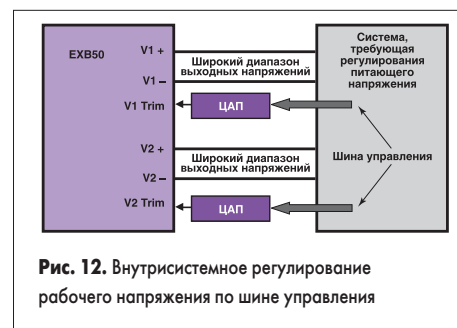 EXB50
V1 +
V1 –
V1 Trim
V2 +
V2 –
V2 Trim
Широкий диапазон
выходных напряжений
ЦАП
Широкий диапазон
выходных напряжений
ЦАП
Система,
требующая
регулирования
питающего
напряжения
Шина управления
Рис. 12. Внутрисистемное регулирование
рабочего напряжения по шине управления